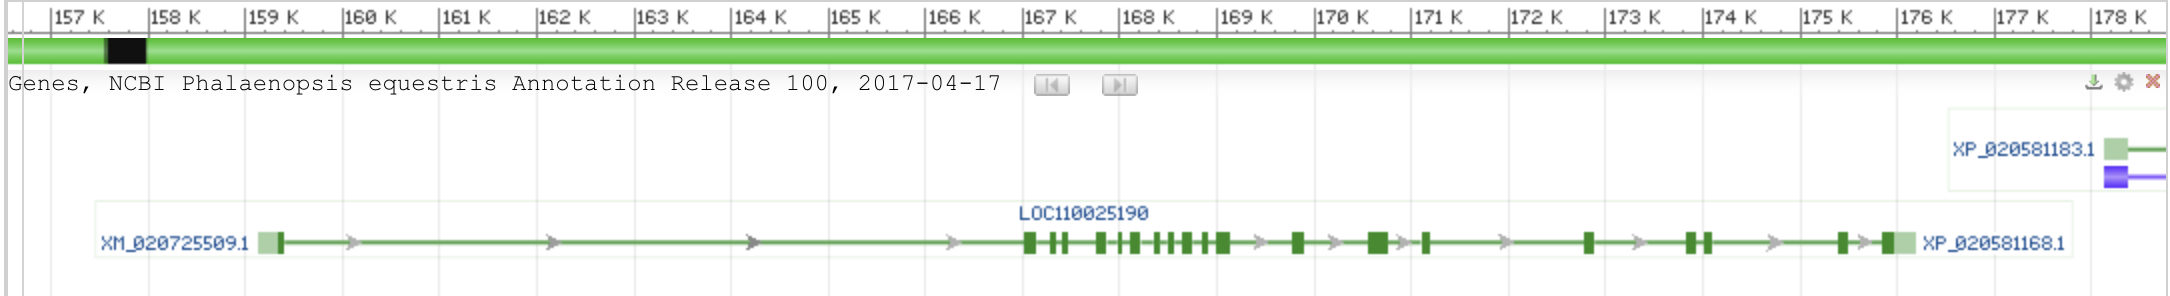 157 K 158 K 159 K 160 K 161 K 162 K 163 K 164 K 165 K 166 K 167 K 168 K 169 K 170 K 171 K 172 K 173 K 174 K 175 K 176 K 177 K 178 K
Genes, NCBI Phalaenopsis equestris Annotation Release 100, 2017-04-17
XP_020581183.1
LOC110025190
XM_020725509.1 XP_020581168.1